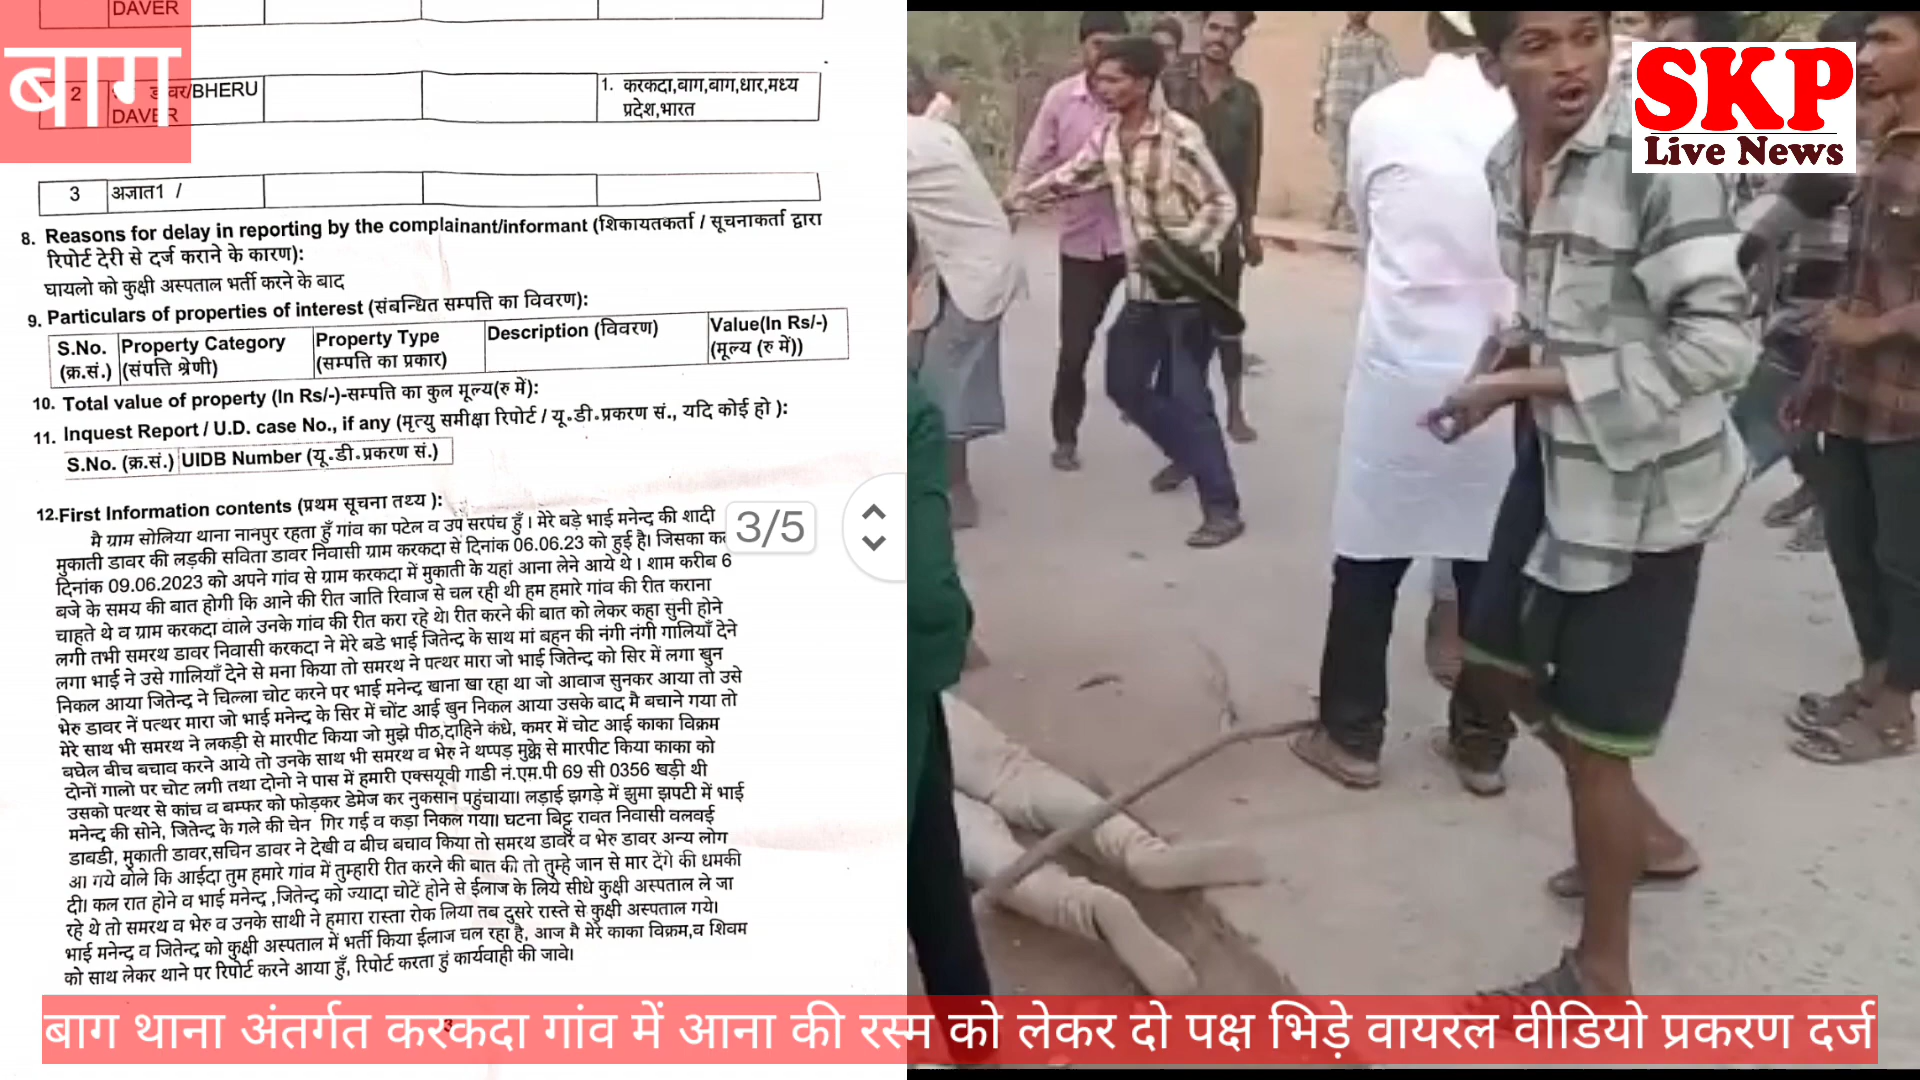 DAVER
बाग
2
डावर/BHERU
DAVER
1. करकदा,बाग,बाग,धार,मध्य
प्रदेश,भारत
3 अज्ञात1 /
8. Reasons for delay in reporting by the complainant/informant (शिकायतकर्ता / सूचनाकर्ता द्वारा
रिपोर्ट देरी से दर्ज कराने के कारण):
घायलो को कुक्षी अस्पताल भर्ती करने के बाद
9. Particulars of properties of interest (संबन्धित सम्पत्ति का विवरण):
S.No. Property Category Property Type Description (विवरण) Value(In Rs/-)
(क्र.सं.) (संपत्ति श्रेणी) (सम्पत्ति का प्रकार) (मूल्य (रु में))
10. Total value of property (In Rs/-)-सम्पत्ति का कुल मूल्य(रु में):
11. Inquest Report / U.D. case No., if any (मृत्यु समीक्षा रिपोर्ट / यू.डी.प्रकरण सं., यदि कोई हो ):
S.No. (क्र.सं.) UIDB Number (यू.डी.प्रकरण सं.)
12.First Information contents (प्रथम सूचना तथ्य ):
मै ग्राम सोलिया थाना नानपुर रहता हुँ गांव का पटेल व उप सरपंच हुँ । मेरे बड़े भाई मनेन्द की शादी
मुकाती डावर की लड़की सविता डावर निवासी ग्राम करकदा से दिनांक 06.06.23 को हुई है। जिसका
दिनांक 09.06.2023 को अपने गांव से ग्राम करकदा में मुकाती के यहां आना लेने आये थे । शाम करीब 6
बजे के समय की बात होगी कि आने की रीत जाति रिवाज से चल रही थी हम हमारे गांव की रीत कराना
चाहते थे व ग्राम करकदा वाले उनके गांव की रीत करा रहे थे। रीत करने की बात को लेकर कहा सुनी होने
लगी तभी समरथ डावर निवासी करकदा ने मेरे बडे भाई जितेन्द्र के साथ मां बहन की नंगी नंगी गालियाँ देने
लगा भाई ने उसे गालियाँ देने से मना किया तो समरथ ने पत्थर मारा जो भाई जितेन्द्र को सिर में लगा खुन
निकल आया जितेन्द्र ने चिल्ला चोट करने पर भाई मनेन्द्र खाना खा रहा था जो आवाज सुनकर आया तो उसे
भेरु डावर नें पत्थर मारा जो भाई मनेन्द्र के सिर में चोंट आई खुन निकल आया उसके बाद मै बचाने गया तो
मेरे साथ भी समरथ ने लकड़ी से मारपीट किया जो मुझे पीठ,दाहिने कंधे, कमर में चोट आई काका विक्रम
बघेल बीच बचाव करने आये तो उनके साथ भी समरथ व भेरु ने थप्पड़ मुक्के से मारपीट किया काका को
दोनों गालो पर चोट लगी तथा दोनो ने पास में हमारी एक्सयूवी गाडी नं.एम.पी 69 सी 0356 खड़ी थी
उसको पत्थर से कांच व बम्फर को फोड़कर डेमेज कर नुकसान पहुंचाया। लड़ाई झगड़े में झुमा झपटी में भाई
मनेन्द्र की सोने, जितेन्द्र के गले की चेन गिर गई व कड़ा निकल गया। घटना बिट्टु रावत निवासी वलवई
डाबडी, मुकाती डावर,सचिन डावर ने देखी व बीच बचाव किया तो समरथ डावर व भेरु डावर अन्य लोग
आ गये बोले कि आईदा तुम हमारे गांव में तुम्हारी रीत करने की बात की तो तुम्हे जान से मार देंगे की धमकी
दी। कल रात होने व भाई मनेन्द्र ,जितेन्द्र को ज्यादा चोटें होने से ईलाज के लिये सीधे कुक्षी अस्पताल ले जा
रहे थे तो समरथ व भेरु व उनके साथी ने हमारा रास्ता रोक लिया तब दुसरे रास्ते से कुक्षी अस्पताल गये।
भाई मनेन्द्र व जितेन्द्र को कुक्षी अस्पताल में भर्ती किया ईलाज चल रहा है, आज मै मेरे काका विक्रम,व शिवम
को साथ लेकर थाने पर रिपोर्ट करने आया हुँ, रिपोर्ट करता हुं कार्यवाही की जावे।
3/5
3
SKP
Live News
बाग थाना अंतर्गत करकदा गांव में आना की रस्म को लेकर दो पक्ष भिड़े वायरल वीडियो प्रकरण दर्ज